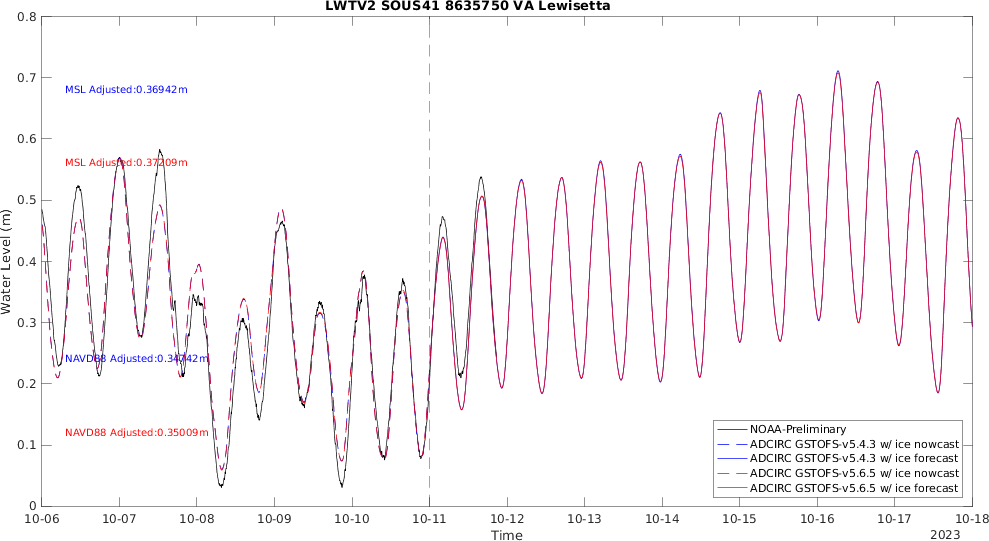 LWTV2 SOUS41 8635750 VA Lewisetta
Water Level (m)
0.8
0.7
0.6
0.5
0.4
0.3
0.2
0.1
0
MSL Adjusted:0.36942m
MSL Adjusted:0.37209m
NAVD88 Adjusted:0.34742m
NAVD88 Adjusted:0.35009m
NOAA-Preliminary
ADCIRC GSTOFS-v5.4.3 w/ ice nowcast
ADCIRC GSTOFS-v5.4.3 w/ ice forecast
ADCIRC GSTOFS-v5.6.5 w/ ice nowcast
ADCIRC GSTOFS-v5.6.5 w/ ice forecast
10-06 10-07 10-08 10-09 10-10 10-11 10-12 10-13 10-14 10-15 10-16 10-17 10-18
Time
2023